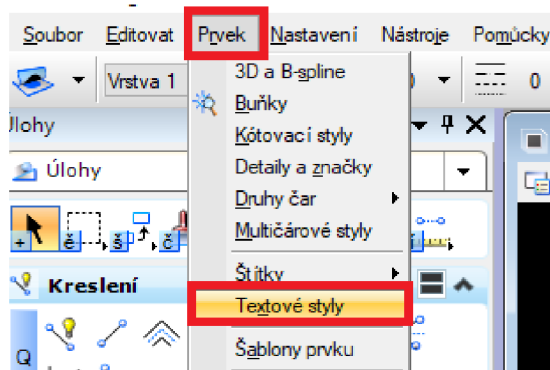 Soubor Editovat Prvek Nastavení Nástroje Pomůcky
Vrstva 1
0
3D a B-spline
Buňky
Úlohy
Kótovací styly
Úlohy
Detaily a značky
Druhy čar
Multičárové styly
ě š č
Štítky
Kreslení
Textové styly
Q
Šablony prvku